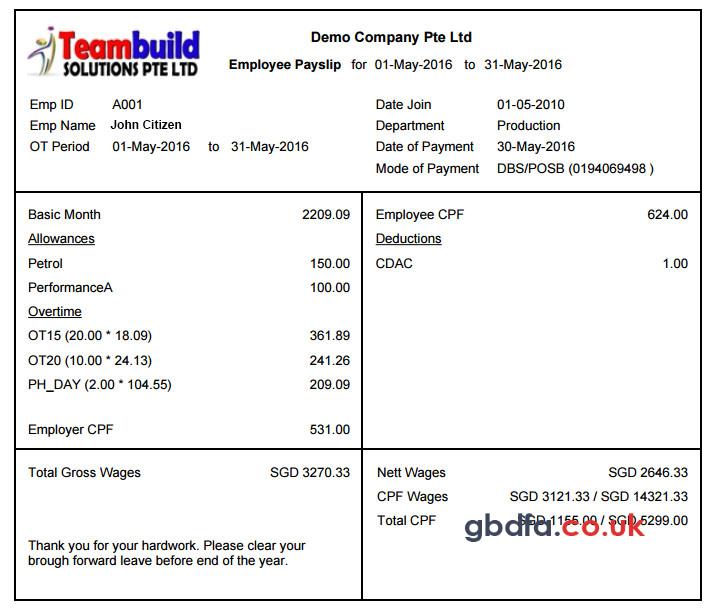 Teambuild
SOLUTIONS PTE LTD
Demo Company Pte Ltd
Employee Payslip for 01-May-2016 to 31-May-2016
Emp ID A001
Emp Name John Citizen
OT Period 01-May-2016 to 31-May-2016
Date Join 01-05-2010
Department Production
Date of Payment 30-May-2016
Mode of Payment DBS/POSB (0194069498 )
Basic Month 2209.09
Allowances
Petrol 150.00
PerformanceA 100.00
Overtime
OT15 (20.00 * 18.09) 361.89
OT20 (10.00 * 24.13) 241.26
PH_DAY (2.00 * 104.55) 209.09
Employer CPF 531.00
Employee CPF 624.00
Deductions
CDAC 1.00
Total Gross Wages SGD 3270.33
Thank you for your hardwork. Please clear your
brough forward leave before end of the year.
Nett Wages SGD 2646.33
CPF Wages SGD 3121.33 / SGD 14321.33
Total CPF SGD 1155.00 / SGD 5299.00
gbdfa.co.uk